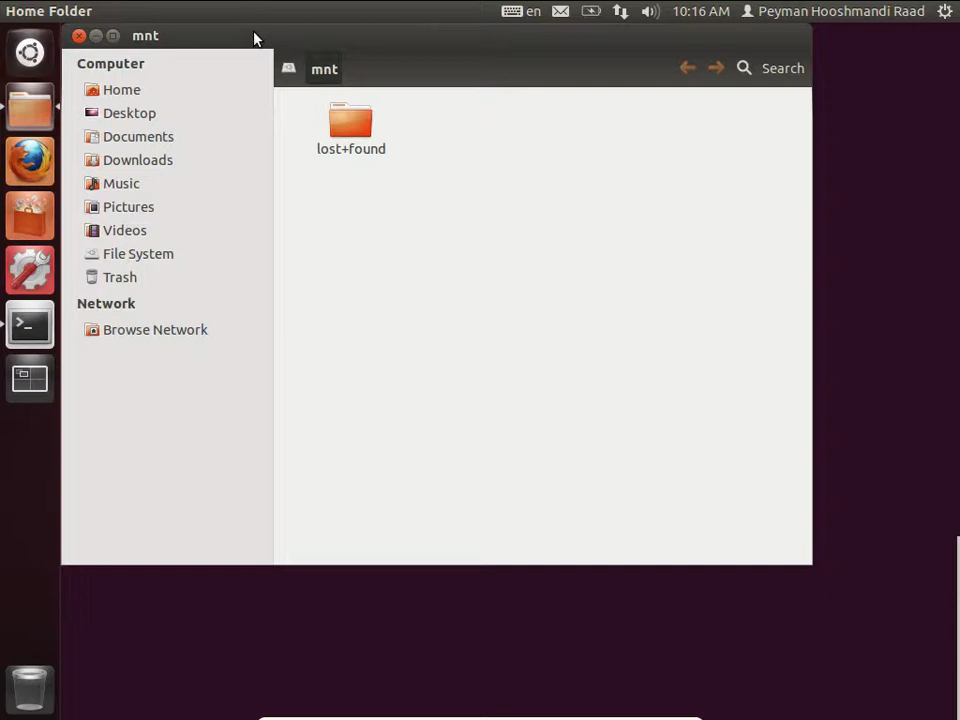 Home Folder
en
10:16 AM
Peyman Hooshmandi Raad
mnt
Computer
Home
Desktop
Documents
Downloads
Music
Pictures
Videos
File System
Trash
Network
Browse Network
mnt
Search
lost+found